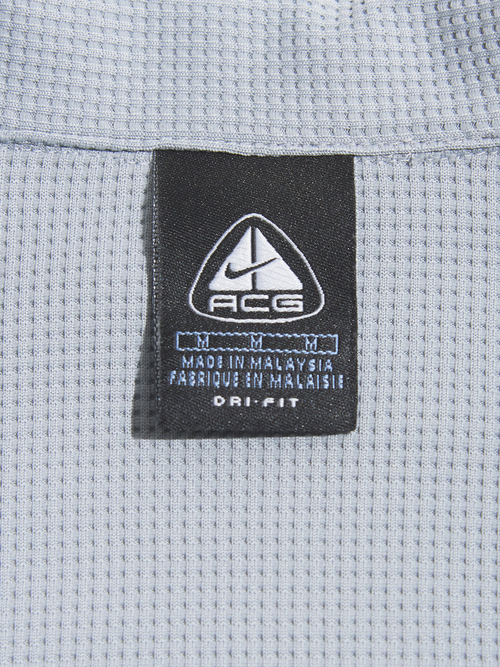 ACG
M M M
MADE IN MALAYSIA
FABRIQUE EN MALAISIE
DRI-FIT